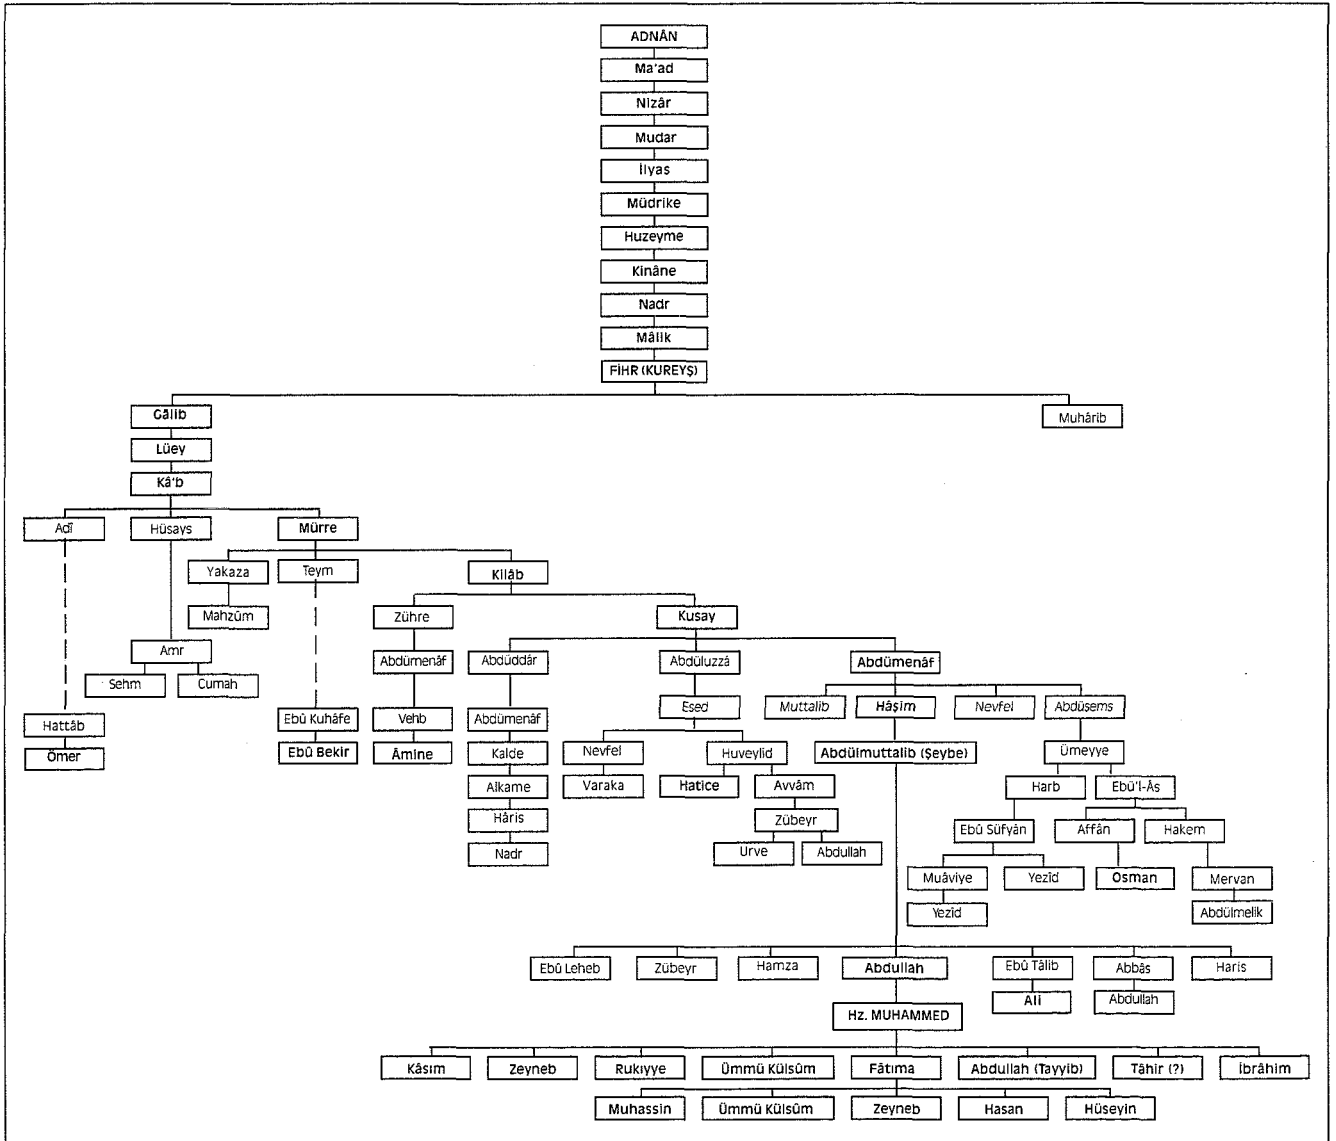 ADNÂN
Ma'ad
Nizâr
Mudar
İlyas
Müdrike
Huzeyme
Kinâne
Nadr
Mâlik
FİHR (KUREYŞ)
Gâlib
Muhârib
Lüey
Kâ'b
Adî
Hüsays
Mürre
Yakaza
Teym
Kilâb
Mahzûm
Zühre
Kusay
Amr
Abdümenâf
Abdüddâr
Abdüluzzâ
Abdümenâf
Sehm
Cumah
Muttalib
Hâşim
Nevfel
Abdüşems
Hattâb
Ebû Kuhâfe
Vehb
Abdümenâf
Esed
Ömer
Ebû Bekir
Âmine
Kalde
Nevfel
Huveylid
Abdülmuttalib (Şeybe)
Ümeyye
Alkame
Varaka
Hatice
Avvâm
Harb
Ebü'l-Âs
Hâris
Zübeyr
Ebû Süfyân
Affân
Hakem
Nadr
Urve
Abdullah
Muâviye
Yezîd
Osman
Mervan
Yezîd
Abdülmelik
Ebû Leheb
Zübeyr
Hamza
Abdullah
Ebû Tâlib
Abbâs
Haris
Ali
Abdullah
Hz. MUHAMMED
Kâsım
Zeyneb
Rukıyye
Ümmü Külsûm
Fâtıma
Abdullah (Tayyib)
Tâhir (?)
İbrâhim
Muhassin
Ümmü Külsûm
Zeyneb
Hasan
Hüseyin